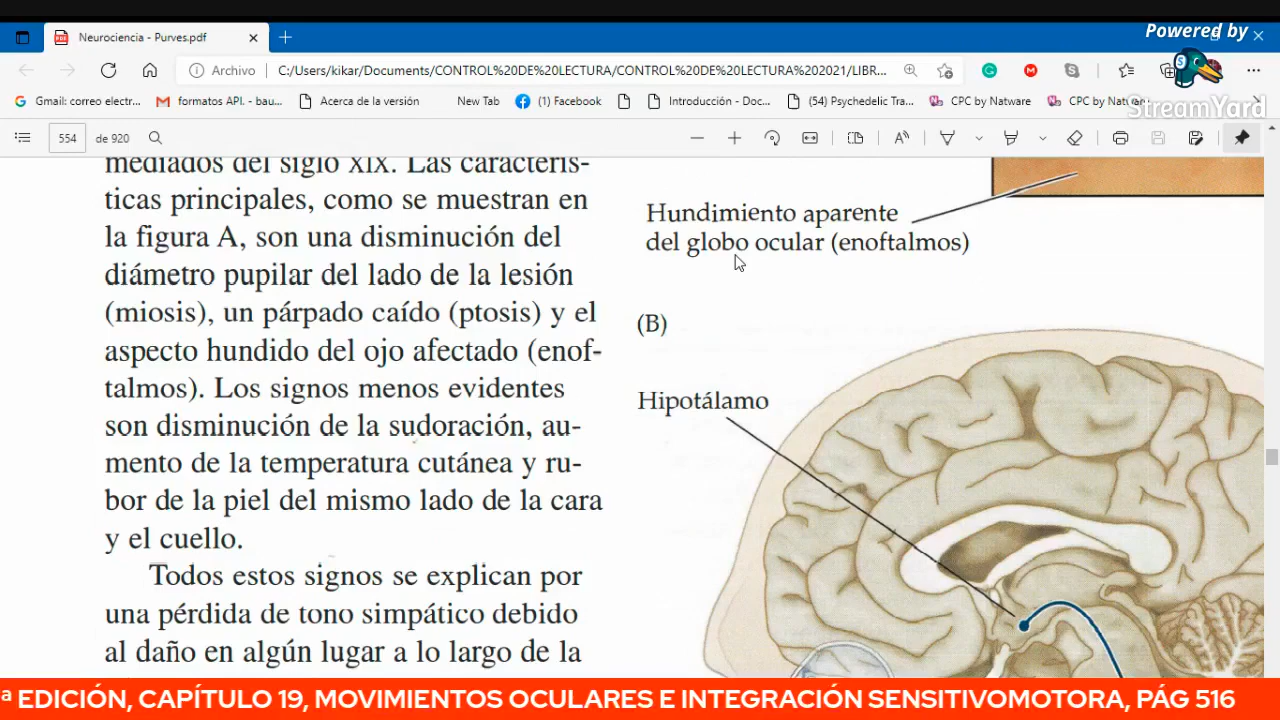 Powered by
Neurociencia - Purves.pdf
Archivo
C:/Users/kikar/Documents/CONTROL%20DE%20LECTURA/CONTROL%20DE%20LECTURA%202021/LIBR...
Gmail: correo electr...
formatos API. - bau...
Acerca de la versión
New Tab
(1) Facebook
Introducción - Doc...
(54) Psychedelic Tra...
CPC by Natware
CPC by Natware
StreamYard
554
de 920
mediados del siglo XIX. Las caracterís-
ticas principales, como se muestran en
la figura A, son una disminución del
diámetro pupilar del lado de la lesión
(miosis), un párpado caído (ptosis) y el
aspecto hundido del ojo afectado (enof-
talmos). Los signos menos evidentes
son disminución de la sudoración, au-
mento de la temperatura cutánea y ru-
bor de la piel del mismo lado de la cara
y el cuello.
Todos estos signos se explican por
una pérdida de tono simpático debido
al daño en algún lugar a lo largo de la
Hundimiento aparente
del globo ocular (enoftalmos)
(B)
Hipotálamo
ª EDICIÓN, CAPÍTULO 19, MOVIMIENTOS OCULARES E INTEGRACIÓN SENSITIVOMOTORA, PÁG 516